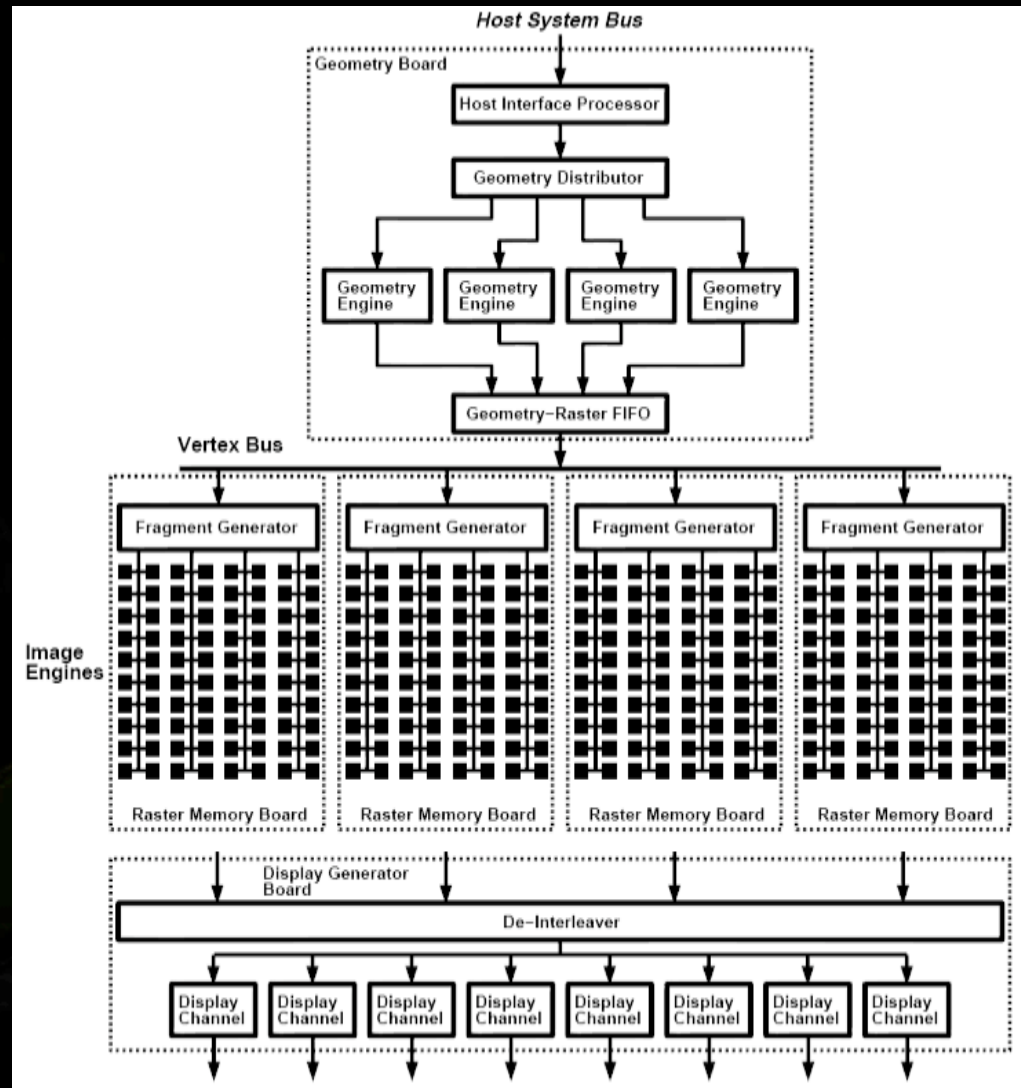 Host System Bus
Geometry Board
Host Interface Processor
Geometry Distributor
Geometry
Engine
Geometry
Engine
Geometry
Engine
Geometry
Engine
Geometry−Raster FIFO
Vertex Bus
Fragment Generator
Fragment Generator
Fragment Generator
Fragment Generator
Image
Engines
Raster Memory Board
Raster Memory Board
Raster Memory Board
Raster Memory Board
Display Generator
Board
De−Interleaver
Display
Channel
Display
Channel
Display
Channel
Display
Channel
Display
Channel
Display
Channel
Display
Channel
Display
Channel